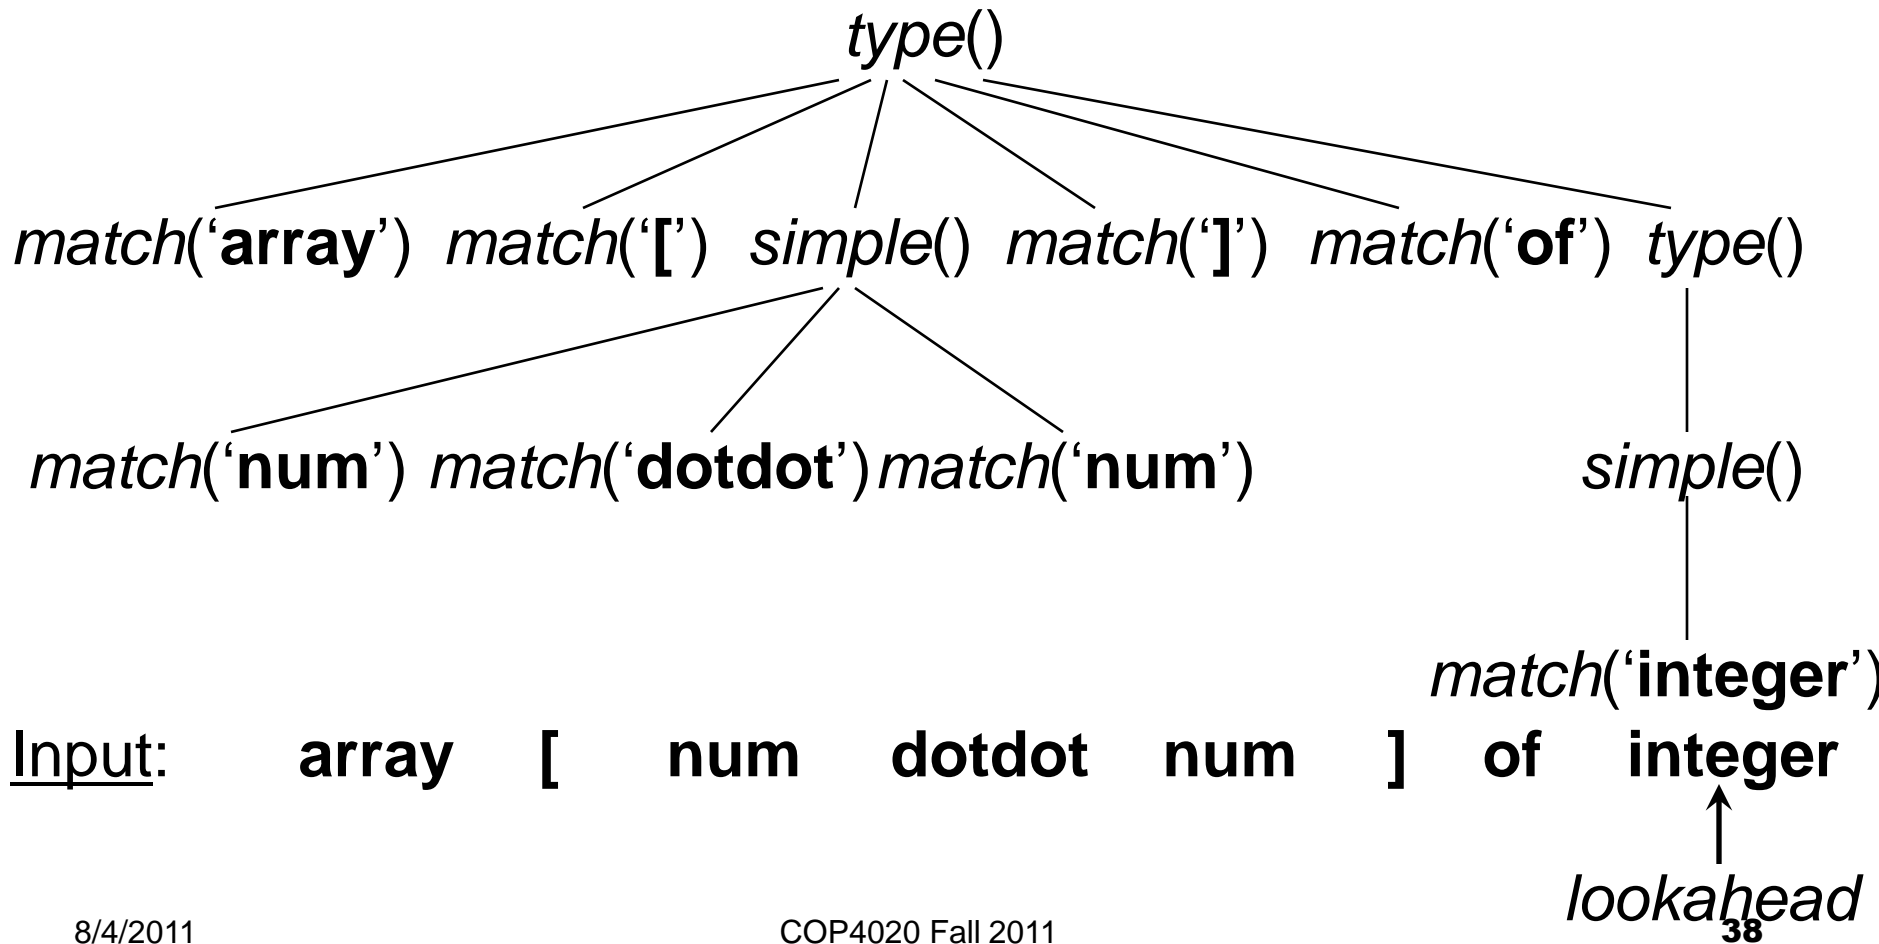 type()
match(‘array’) match(‘[’) simple() match(‘]’) match(‘of’) type()
match(‘num’) match(‘dotdot’) match(‘num’) simple()
match(‘integer’)
Input: array [ num dotdot num ] of integer
lookahead
8/4/2011 COP4020 Fall 2011 38